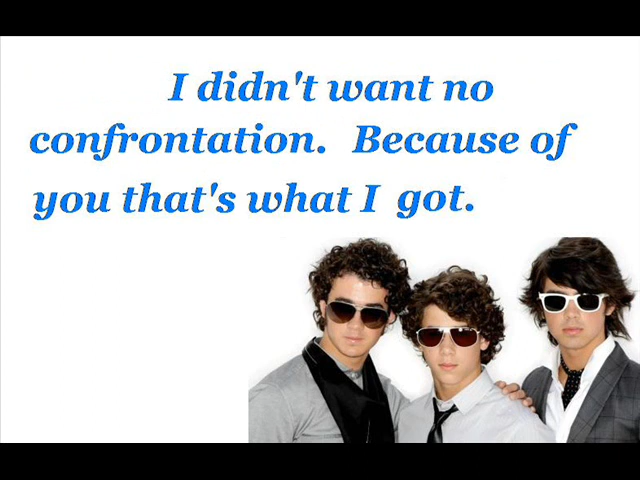 I didn't want no
confrontation. Because of
you that's what I got.